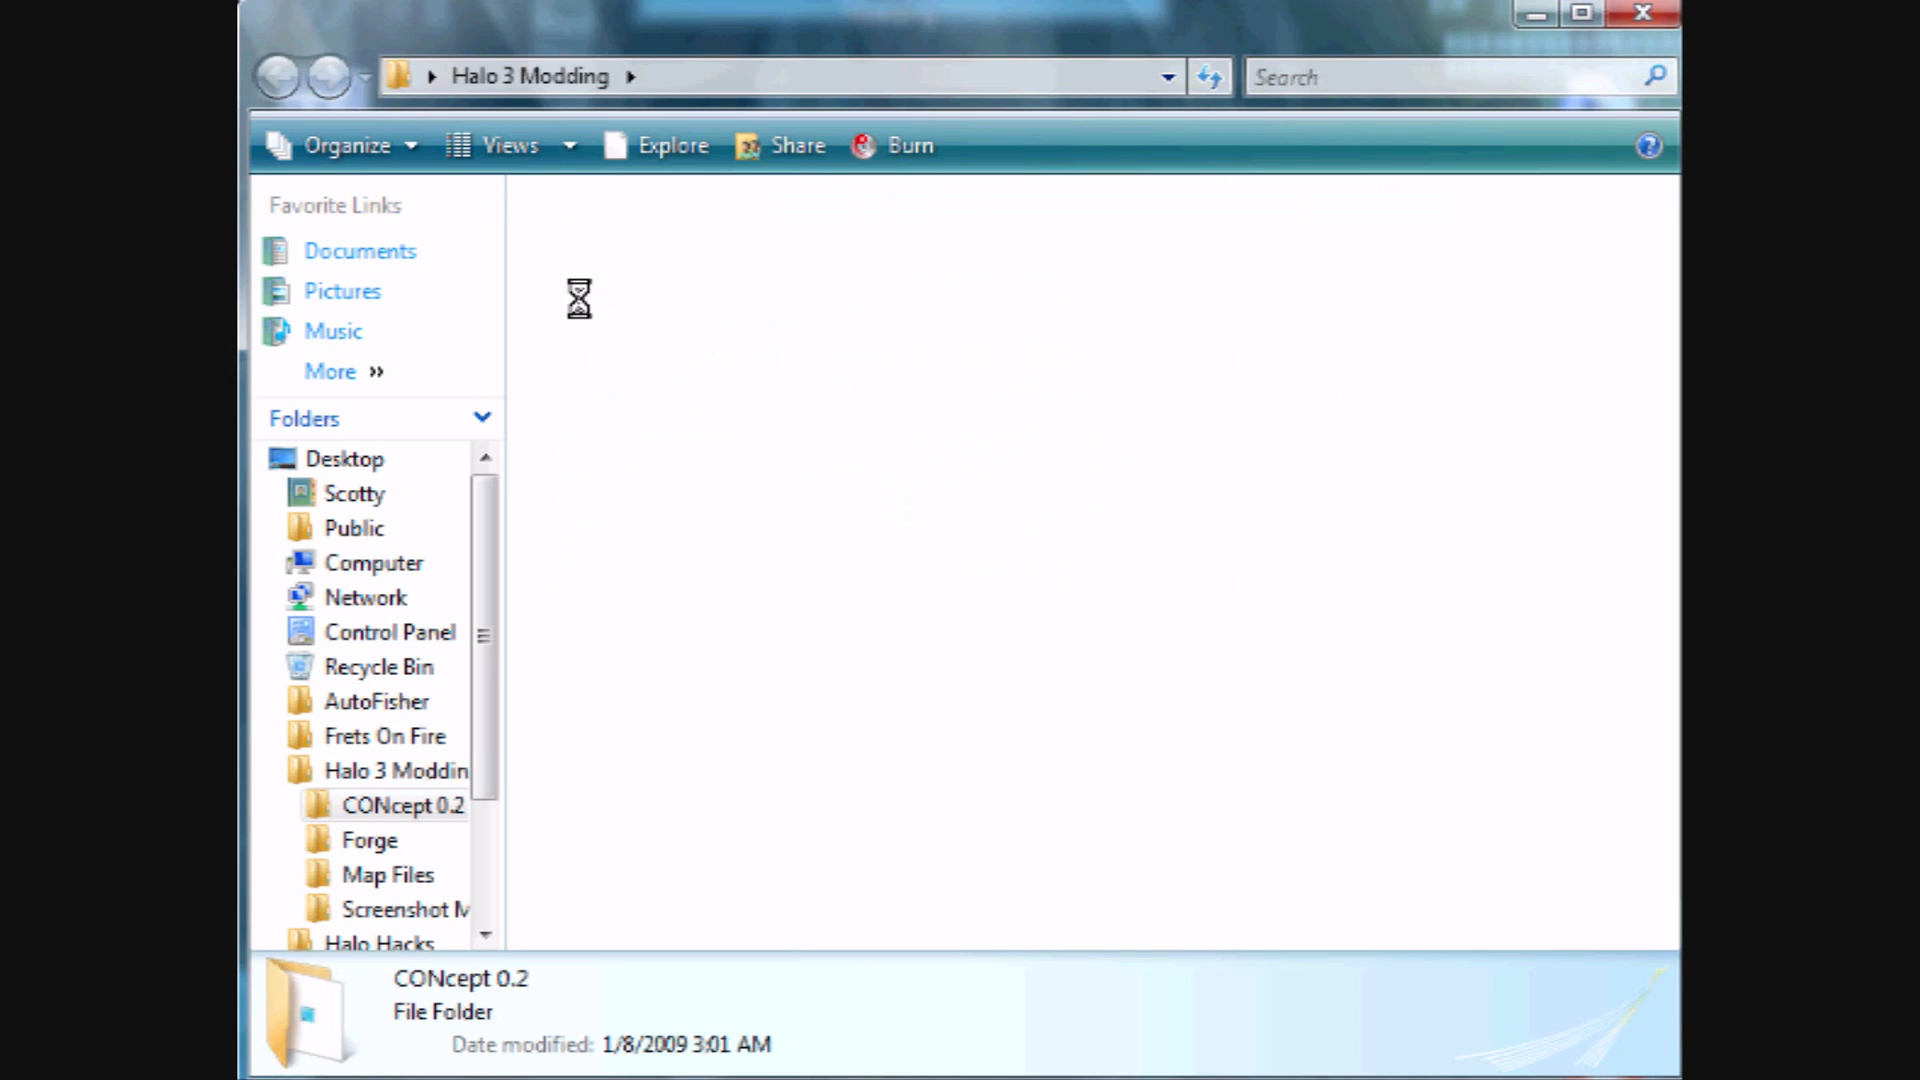 Halo 3 Modding
Search
Organize
Views
Explore
Share
Burn
Favorite Links
Documents
Pictures
Music
More »
Folders
Desktop
Scotty
Public
Computer
Network
Control Panel
Recycle Bin
AutoFisher
Frets On Fire
Halo 3 Moddin
CONcept 0.2
Forge
Map Files
Screenshot M
Halo Hacks
CONcept 0.2
File Folder
Date modified: 1/8/2009 3:01 AM